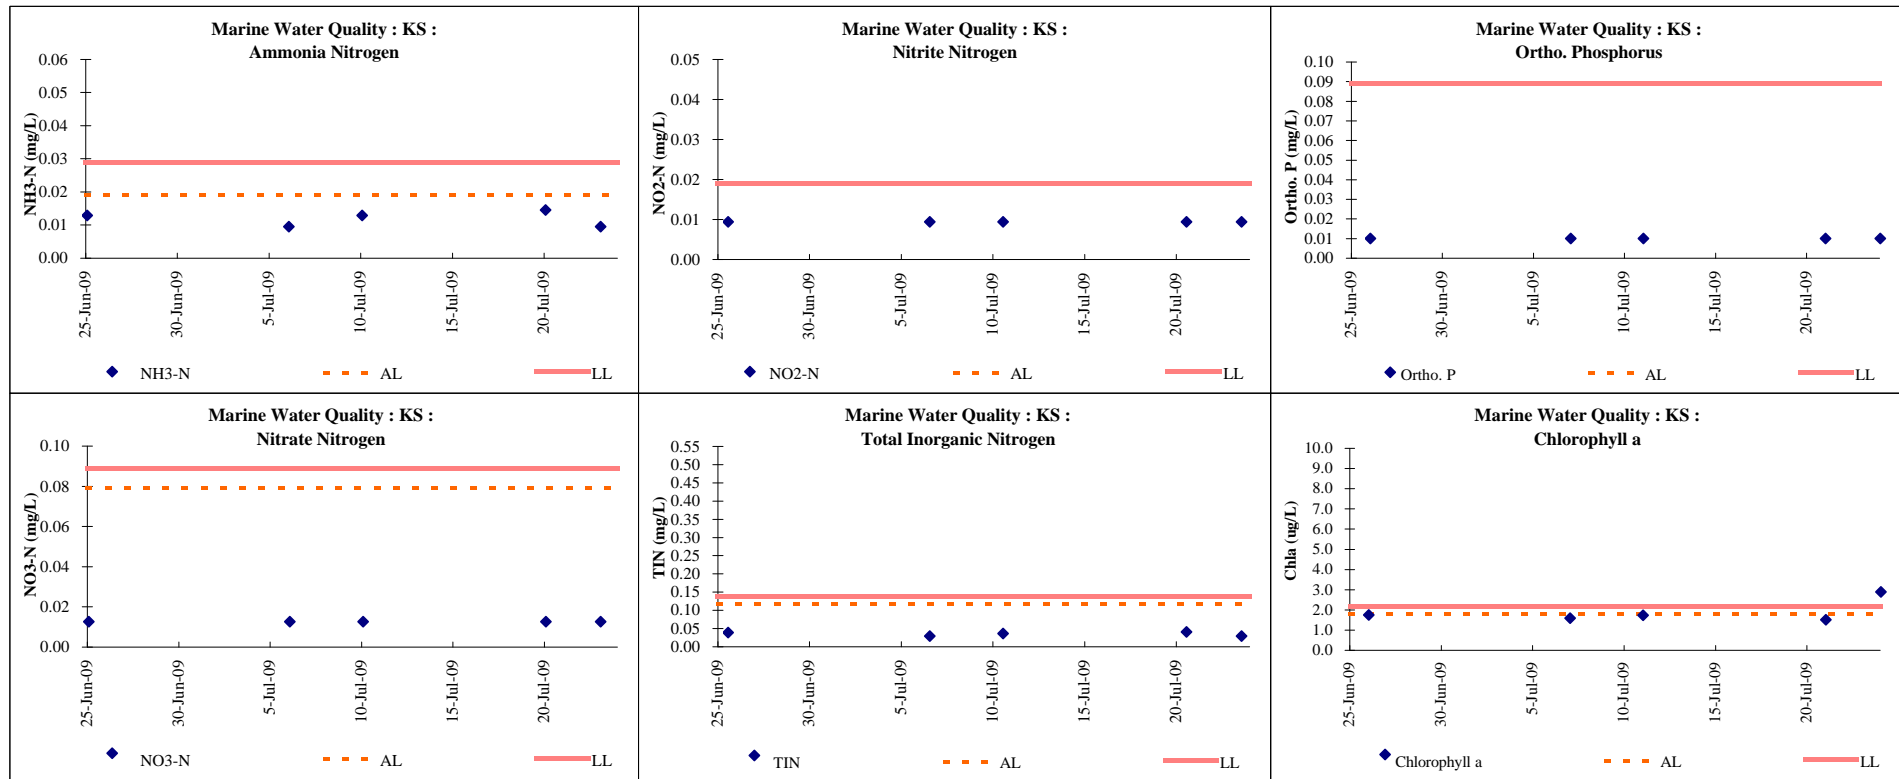 Marine Water Quality : KS :
Ammonia Nitrogen
NH3-N (mg/L)
0.06
0.05
0.04
0.03
0.02
0.01
0.00
25-Jun-09
30-Jun-09
5-Jul-09
10-Jul-09
15-Jul-09
20-Jul-09
NH3-N
AL
LL
Marine Water Quality : KS :
Nitrite Nitrogen
NO2-N (mg/L)
0.05
0.04
0.03
0.02
0.01
0.00
25-Jun-09
30-Jun-09
5-Jul-09
10-Jul-09
15-Jul-09
20-Jul-09
NO2-N
AL
LL
Marine Water Quality : KS :
Ortho. Phosphorus
Ortho. P (mg/L)
0.10
0.09
0.08
0.07
0.06
0.05
0.04
0.03
0.02
0.01
0.00
25-Jun-09
30-Jun-09
5-Jul-09
10-Jul-09
15-Jul-09
20-Jul-09
Ortho. P
AL
LL
Marine Water Quality : KS :
Nitrate Nitrogen
NO3-N (mg/L)
0.10
0.08
0.06
0.04
0.02
0.00
25-Jun-09
30-Jun-09
5-Jul-09
10-Jul-09
15-Jul-09
20-Jul-09
NO3-N
AL
LL
Marine Water Quality : KS :
Total Inorganic Nitrogen
TIN (mg/L)
0.55
0.50
0.45
0.40
0.35
0.30
0.25
0.20
0.15
0.10
0.05
0.00
25-Jun-09
30-Jun-09
5-Jul-09
10-Jul-09
15-Jul-09
20-Jul-09
TIN
AL
LL
Marine Water Quality : KS :
Chlorophyll a
Chla (ug/L)
10.0
9.0
8.0
7.0
6.0
5.0
4.0
3.0
2.0
1.0
0.0
25-Jun-09
30-Jun-09
5-Jul-09
10-Jul-09
15-Jul-09
20-Jul-09
Chlorophyll a
AL
LL